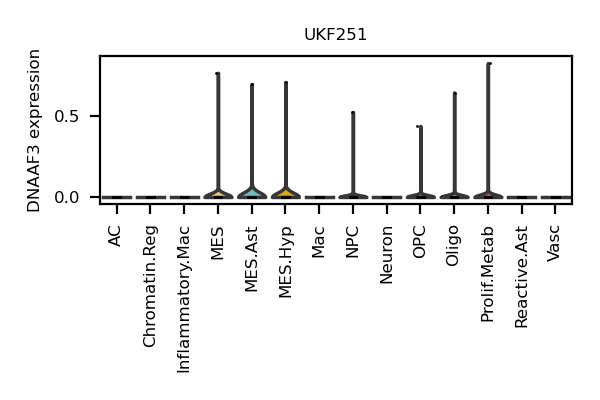 UKF251
DNAAF3 expression
0.5
0.0
AC
Chromatin.Reg
Inflammatory.Mac
MES
MES.Ast
MES.Hyp
Mac
NPC
Neuron
OPC
Oligo
Prolif.Metab
Reactive.Ast
Vasc